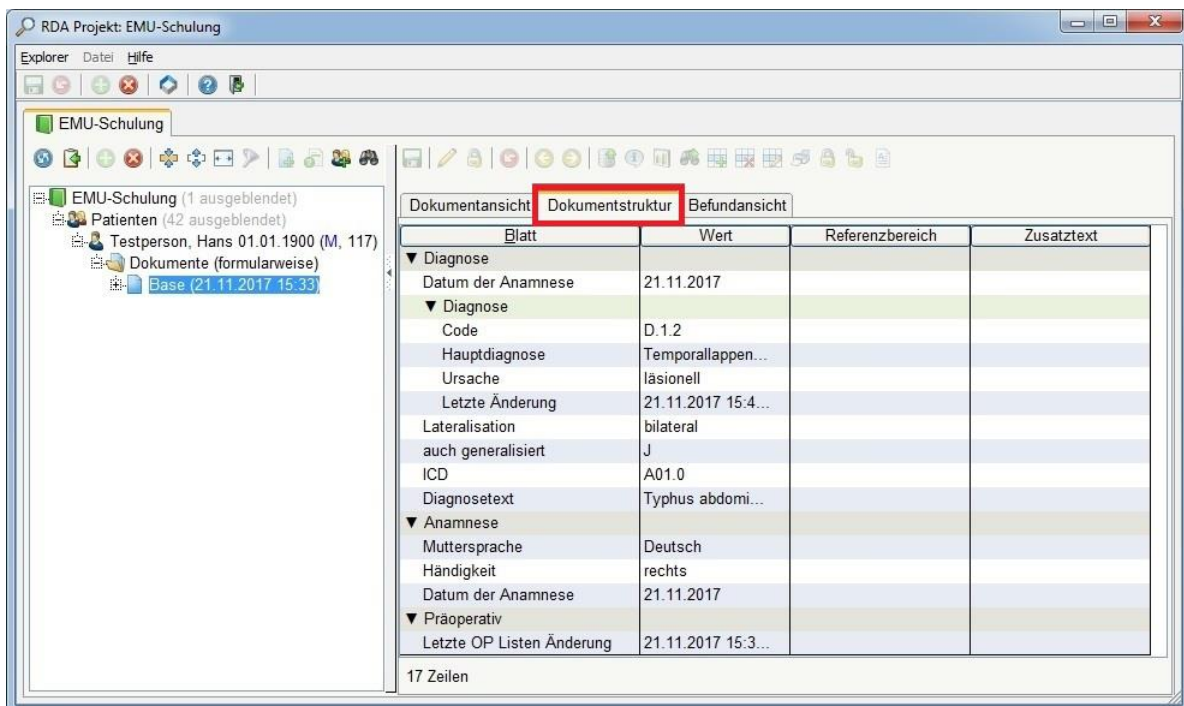 RDA Projekt: EMU-Schulung
Explorer Datei Hilfe
EMU-Schulung
EMU-Schulung (1 ausgeblendet)
Patienten (42 ausgeblendet)
Testperson, Hans 01.01.1900 (M, 117)
Dokumente (formularweise)
Base (21.11.2017 15:33)
Dokumentansicht Dokumentstruktur Befundansicht
Blatt Wert Referenzbereich Zusatztext
▼ Diagnose
Datum der Anamnese 21.11.2017
▼ Diagnose
Code D.1.2
Hauptdiagnose Temporallappen...
Ursache läsionell
Letzte Änderung 21.11.2017 15:4...
Lateralisation bilateral
auch generalisiert J
ICD A01.0
Diagnosetext Typhus abdomi...
▼ Anamnese
Muttersprache Deutsch
Händigkeit rechts
Datum der Anamnese 21.11.2017
▼ Präoperativ
Letzte OP Listen Änderung 21.11.2017 15:3...
17 Zeilen